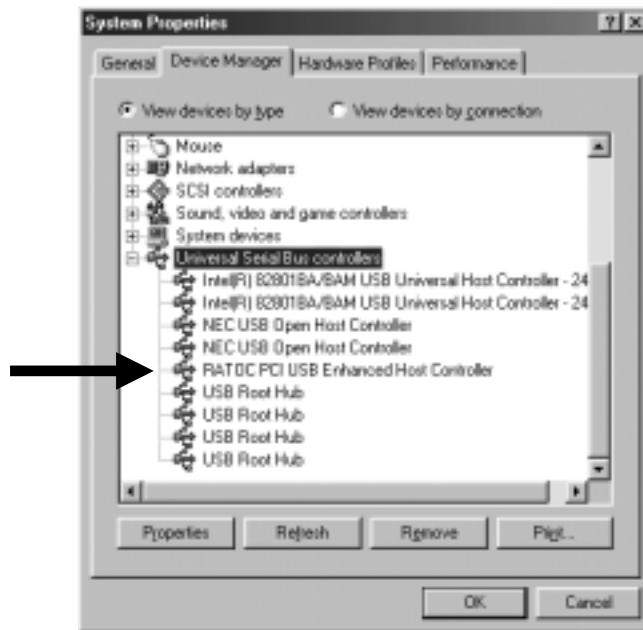 System Properties
General Device Manager Hardware Profiles Performance
View devices by type View devices by connection
Mouse
Network adapters
SCSI controllers
Sound, video and game controllers
System devices
Universal Serial Bus controllers
Intel(R) 82801BA/BAM USB Universal Host Controller - 24
Intel(R) 82801BA/BAM USB Universal Host Controller - 24
NEC USB Open Host Controller
NEC USB Open Host Controller
RATOC PCI USB Enhanced Host Controller
USB Root Hub
USB Root Hub
USB Root Hub
USB Root Hub
Properties Refresh Remove Print...
OK Cancel